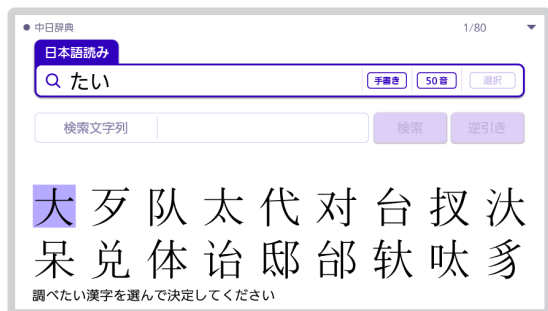 中日辞典 1/80
日本語読み
たい 手書き 50音 選択
検索文字列 検索 逆引き
大 歹 队 太 代 对 台 扠 汏
呆 兑 体 诒 邸 邰 轪 呔 豸
調べたい漢字を選んで決定してください